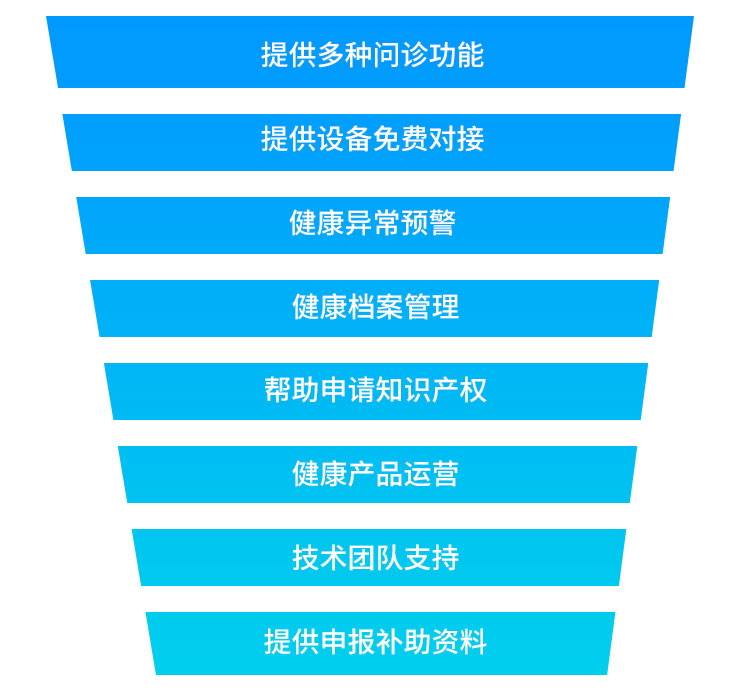 提供多种问诊功能
提供设备免费对接
健康异常预警
健康档案管理
帮助申请知识产权
健康产品运营
技术团队支持
提供申报补助资料